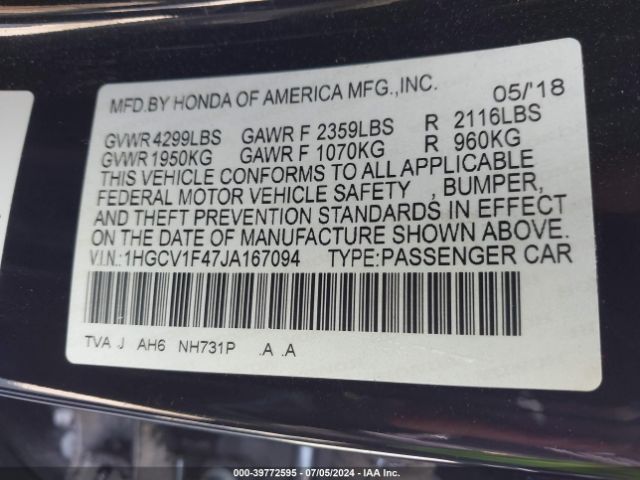 MFD.BY HONDA OF AMERICA MFG.,INC. 05/'18
GVWR 4299LBS GAWR F 2359LBS R 2116LBS
GVWR 1950KG GAWR F 1070KG R 960KG
THIS VEHICLE CONFORMS TO ALL APPLICABLE
FEDERAL MOTOR VEHICLE SAFETY , BUMPER,
AND THEFT PREVENTION STANDARDS IN EFFECT
ON THE DATE OF MANUFACTURE SHOWN ABOVE.
V.I.N.:1HGCV1F47JA167094 TYPE:PASSENGER CAR
TVA J AH6 NH731P .A .A
000-39772595 - 07/05/2024 - IAA Inc.